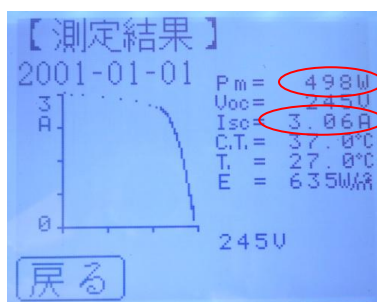 【測定結果】
2001-01-01
Pm= 498W
Voc= 245V
Isc= 3.06A
C.T.= 37.0℃
T. = 27.0℃
E = 635W/㎡
3
A
0
245V
戻る